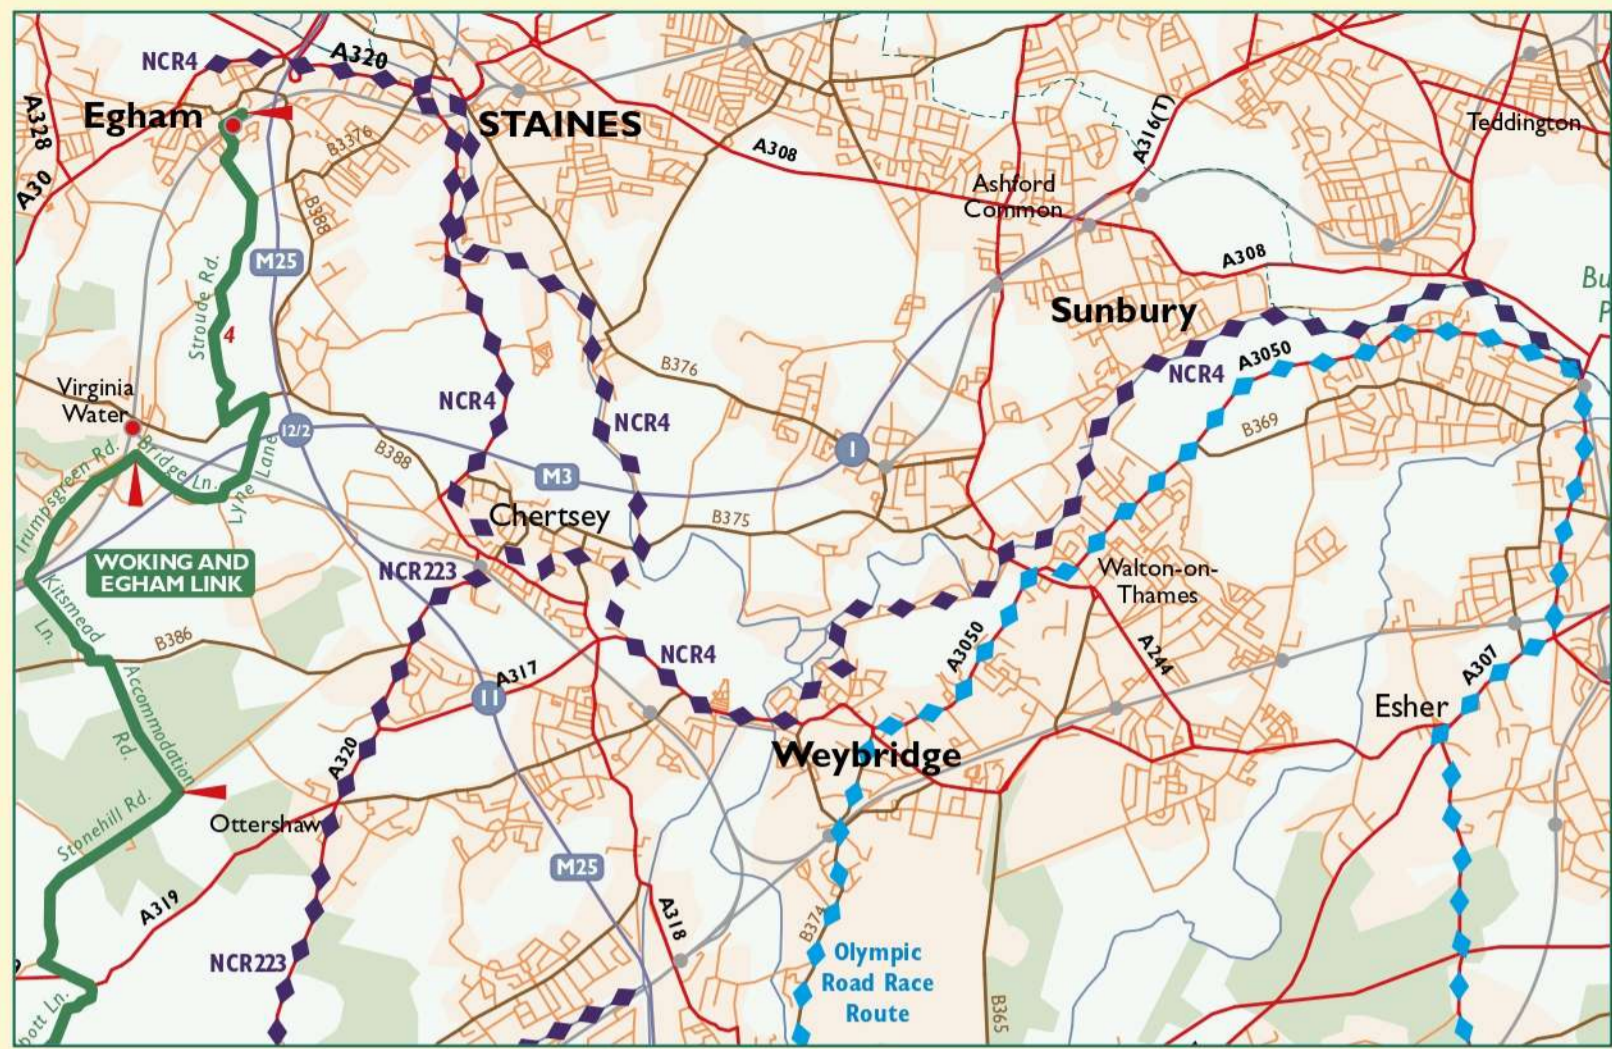 NCR4
A320
A328
Egham
STAINES
B376
A308
A316(T)
Teddington
A30
B388
Ashford
Common
M25
A308
Stroude Rd.
Sunbury
4
B376
A3050
NCR4
Virginia
Water
NCR4
NCR4
12/2
B388
B369
1
Bridge Ln.
Lyne Lane
M3
Trumpsgreen Rd.
Chertsey
B375
WOKING AND
EGHAM LINK
NCR223
Walton-on-
Thames
Kitsmead
Ln.
B386
NCR4
A3050
A244
A307
Accommodation
Rd.
A317
11
Esher
A320
Weybridge
Stonehill Rd.
Ottershaw
M25
A319
A318
B374
NCR223
Olympic
Road Race
Route
B365